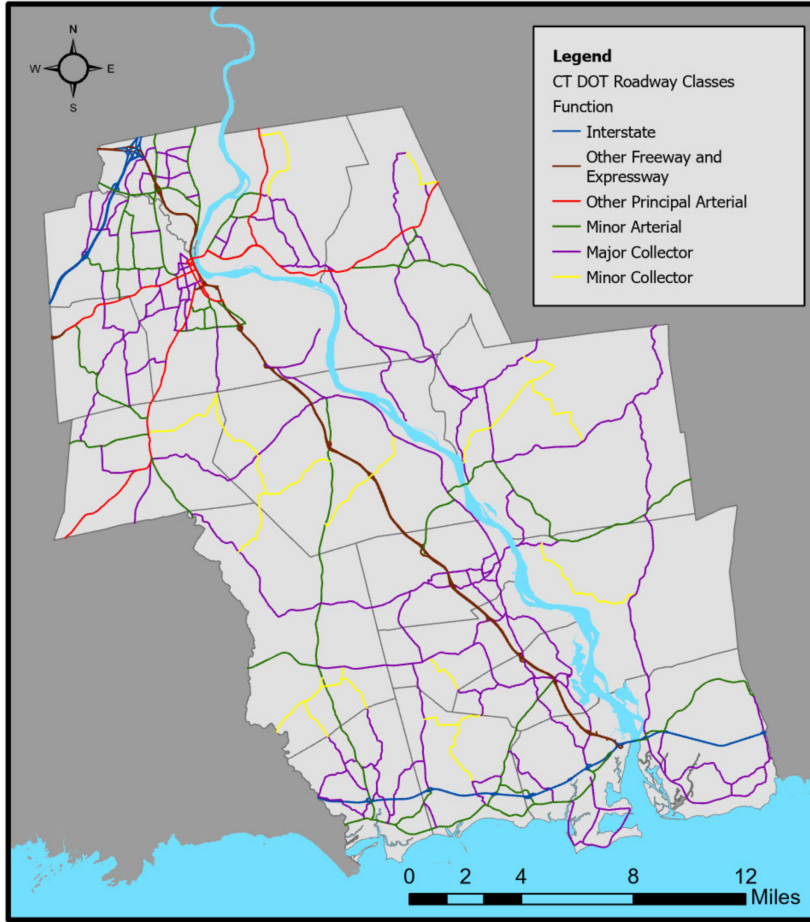 N
W E
S
Legend
CT DOT Roadway Classes
Function
Interstate
Other Freeway and
Expressway
Other Principal Arterial
Minor Arterial
Major Collector
Minor Collector
0 2 4 8 12
Miles